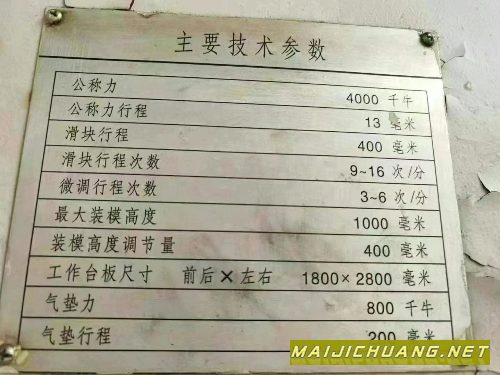 主要技术参数
公称力 4000 千牛
公称力行程 13 毫米
滑块行程 400 毫米
滑块行程次数 9~16 次/分
微调行程次数 3~6 次/分
最大装模高度 1000 毫米
装模高度调节量 400 毫米
工作台板尺寸 前后×左右 1800×2800 毫米
气垫力 800 千牛
气垫行程 200 毫米
MAIJICHUANG.NET